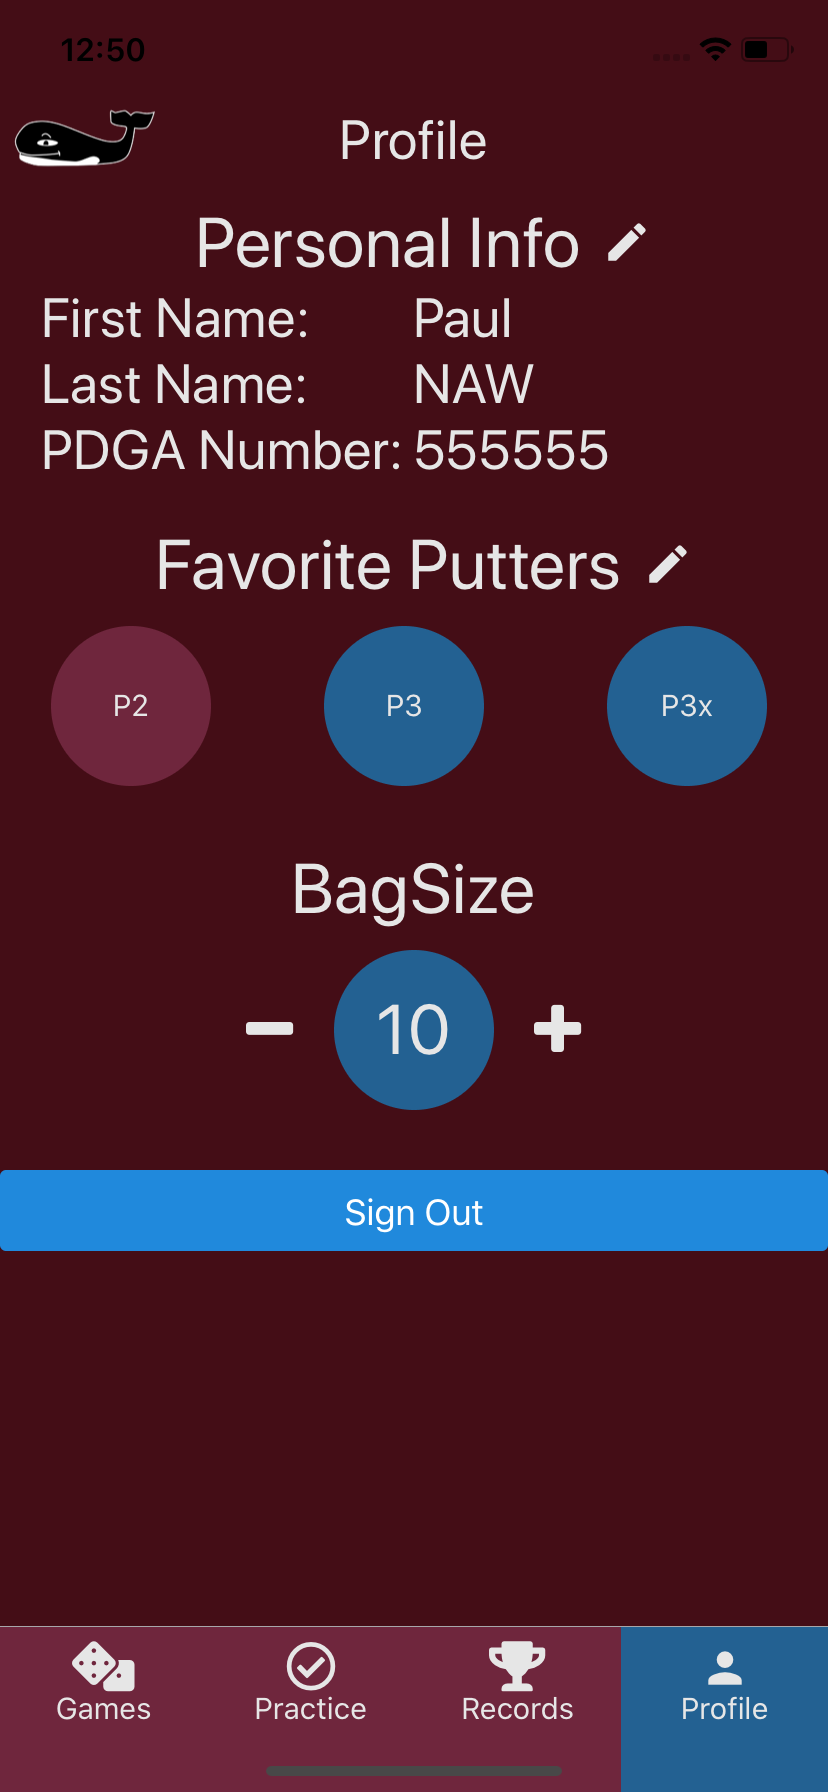 12:50
Profile
Personal Info
First Name: Paul
Last Name: NAW
PDGA Number: 555555
Favorite Putters
P2 P3 P3x
BagSize
10
Sign Out
Games Practice Records Profile